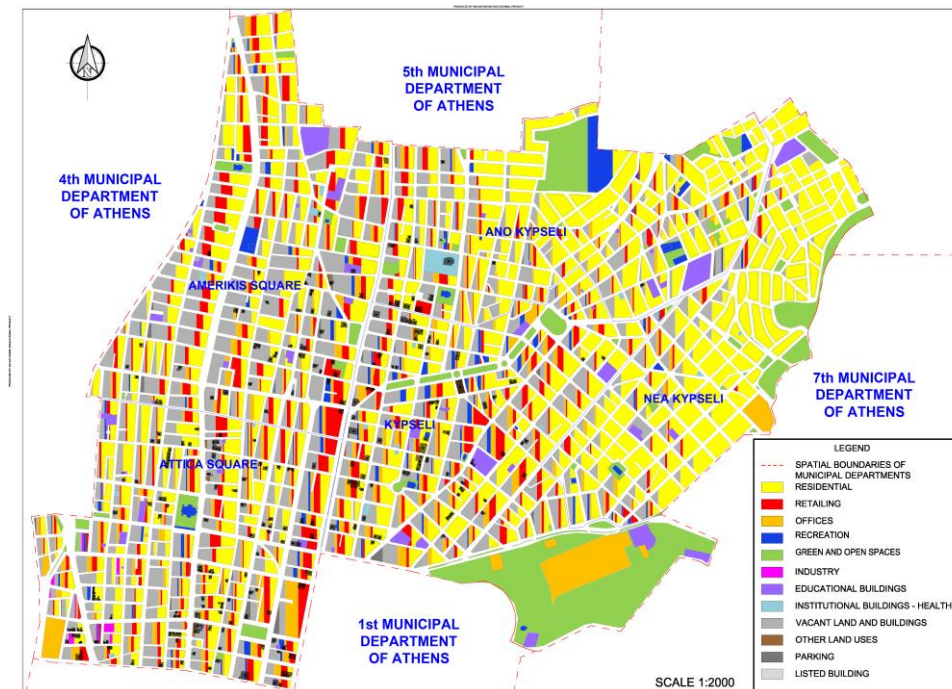 5th MUNICIPAL
DEPARTMENT
OF ATHENS
4th MUNICIPAL
DEPARTMENT
OF ATHENS
ANO KYPSELI
AMERIKIS SQUARE
7th MUNICIPAL
DEPARTMENT
OF ATHENS
NEA KYPSELI
KYPSELI
ATTICA SQUARE
1st MUNICIPAL
DEPARTMENT
OF ATHENS
SCALE 1:2000
LEGEND
SPATIAL BOUNDARIES OF
MUNICIPAL DEPARTMENTS
RESIDENTIAL
RETAILING
OFFICES
RECREATION
GREEN AND OPEN SPACES
INDUSTRY
EDUCATIONAL BUILDINGS
INSTITUTIONAL BUILDINGS - HEALTH
VACANT LAND AND BUILDINGS
OTHER LAND USES
PARKING
LISTED BUILDING